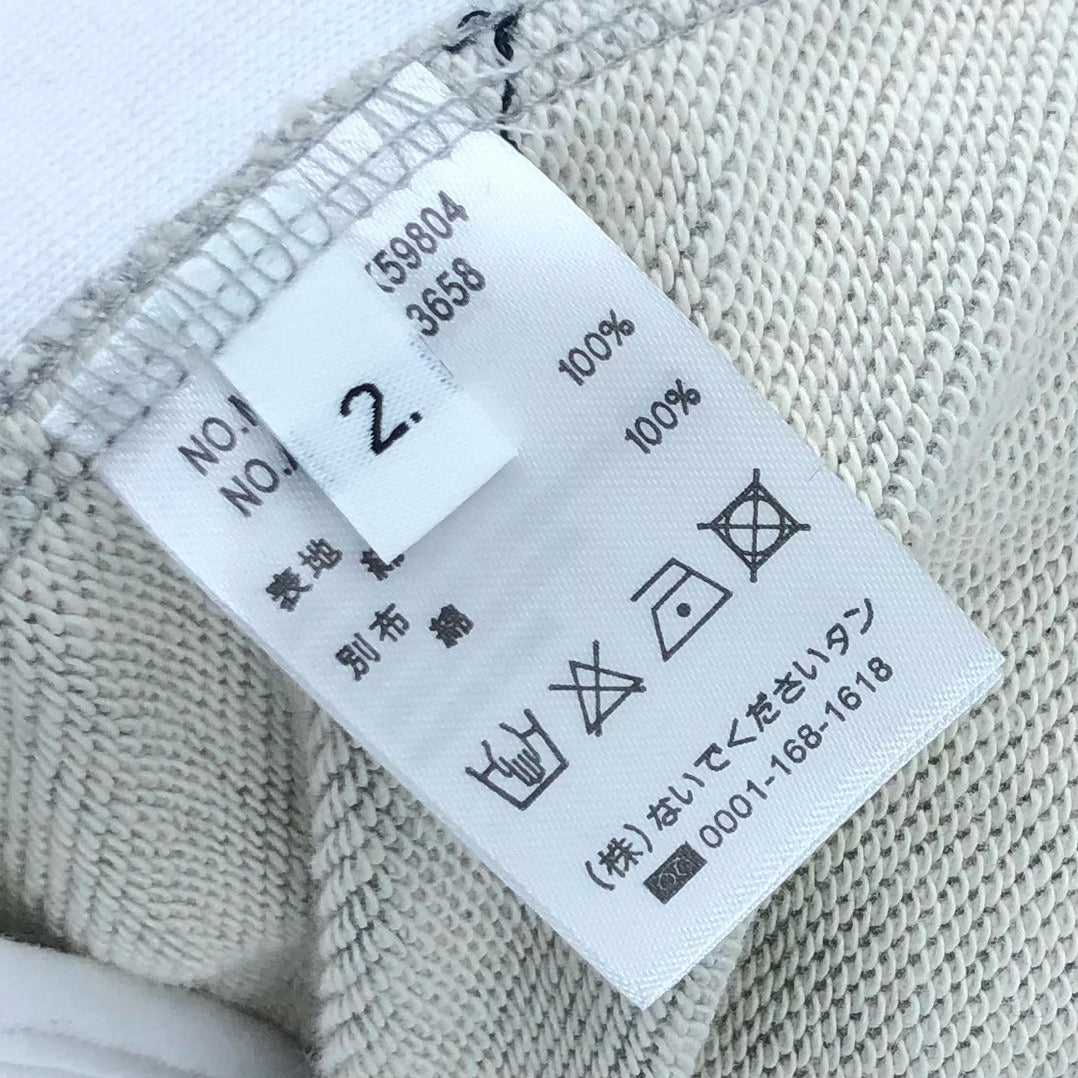 2.
NO.
59804
NO.
3658
表地 綿 100%
別布 綿 100%
(株)ないでくださいタン
0001-168-1618